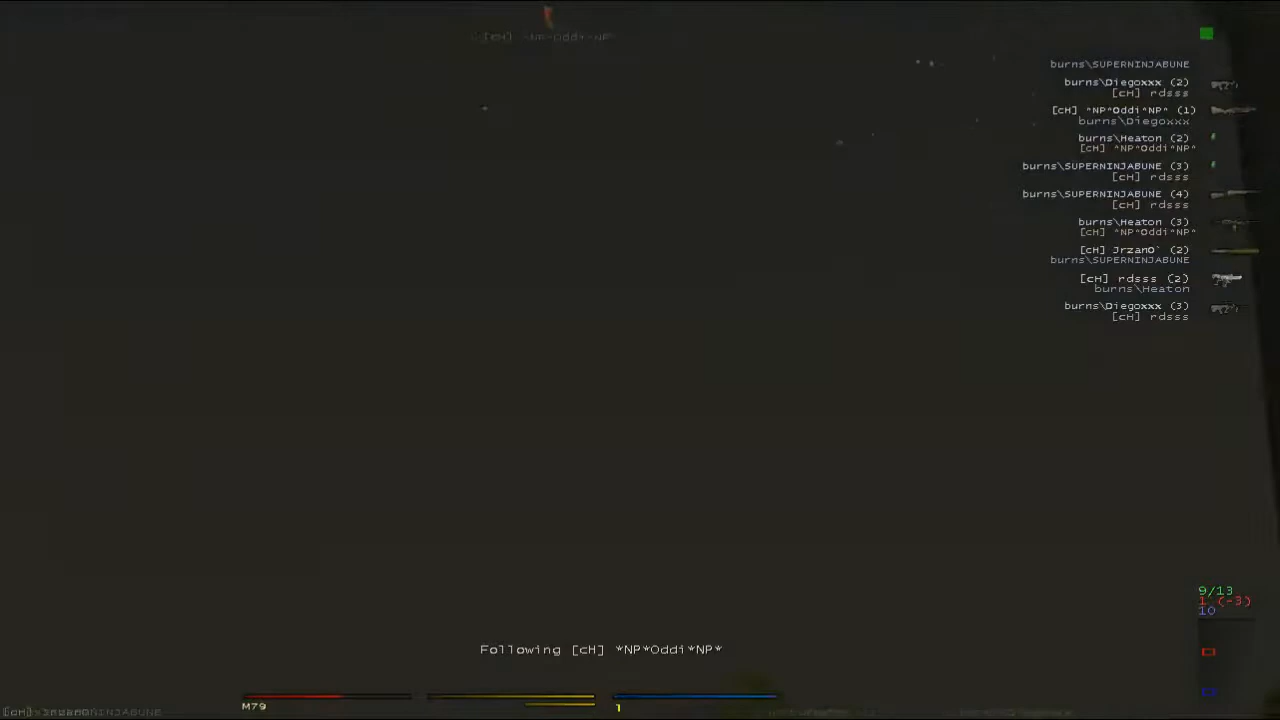 burns\SUPERNINJABUNE
burns\Diegoxxx (2)
[cH] rdsss
[cH] *NP*Oddi*NP* (1)
burns\Diegoxxx
burns\Heaton (2)
[cH] *NP*Oddi*NP*
burns\SUPERNINJABUNE (3)
[cH] rdsss
burns\SUPERNINJABUNE (4)
[cH] rdsss
burns\Heaton (3)
[cH] *NP*Oddi*NP*
[cH] JrzanO` (2)
burns\SUPERNINJABUNE
[cH] rdsss (2)
burns\Heaton
burns\Diegoxxx (3)
[cH] rdsss
9/13
1 (-3)
10
Following [cH] *NP*Oddi*NP*
M79
1